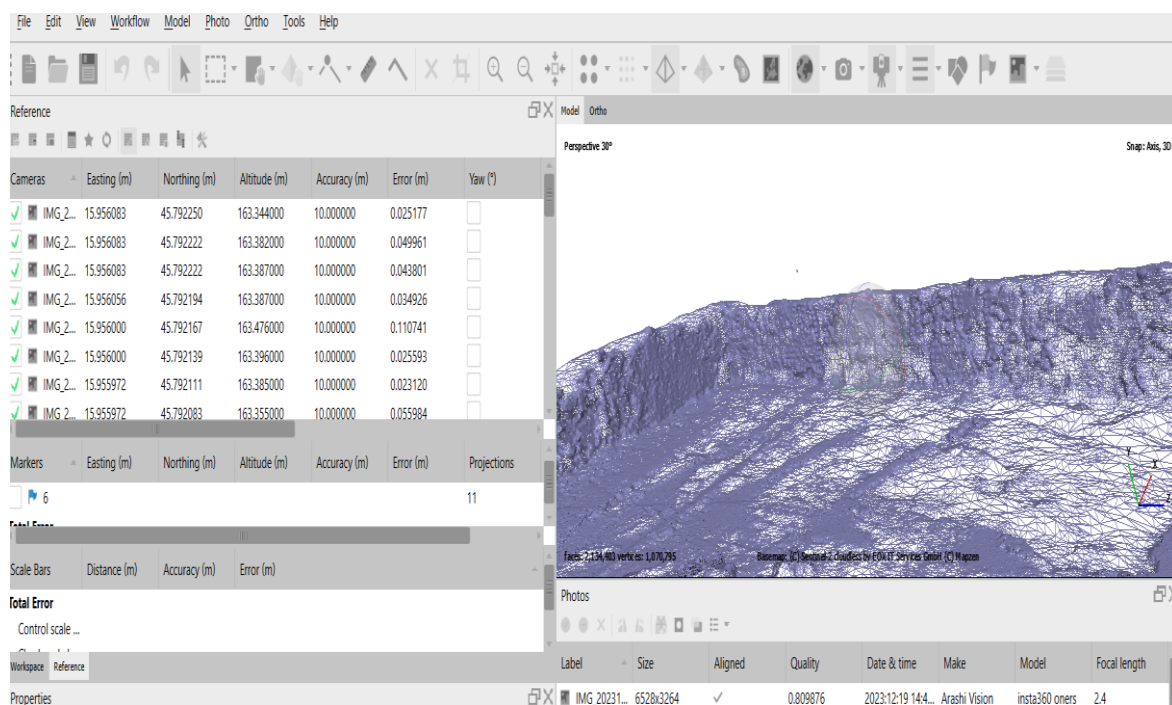 File Edit View Workflow Model Photo Ortho Tools Help
Reference
Model Ortho
Perspective 30°
Snap: Axis, 3D
Cameras Easting (m) Northing (m) Altitude (m) Accuracy (m) Error (m) Yaw (°)
IMG_2... 15.956083 45.792250 163.344000 10.000000 0.025177
IMG_2... 15.956083 45.792222 163.382000 10.000000 0.049961
IMG_2... 15.956083 45.792222 163.387000 10.000000 0.043801
IMG_2... 15.956056 45.792194 163.387000 10.000000 0.034926
IMG_2... 15.956000 45.792167 163.476000 10.000000 0.110741
IMG_2... 15.956000 45.792139 163.396000 10.000000 0.025593
IMG_2... 15.955972 45.792111 163.385000 10.000000 0.023120
IMG_2... 15.955972 45.792083 163.355000 10.000000 0.055984
Markers Easting (m) Northing (m) Altitude (m) Accuracy (m) Error (m) Projections
6 11
Total Error
Scale Bars Distance (m) Accuracy (m) Error (m)
Total Error
Control scale ...
Workspace Reference
Properties
Y
X
Z
faces: 2,134,403 vertices: 1,070,795
Basemap: (C) Sentinel-2 cloudless by EOX IT Services GmbH (C) Mapzen
Photos
Label Size Aligned Quality Date & time Make Model Focal length
IMG_20231... 6528x3264 0.809876 2023:12:19 14:4... Arashi Vision insta360 oners 2.4